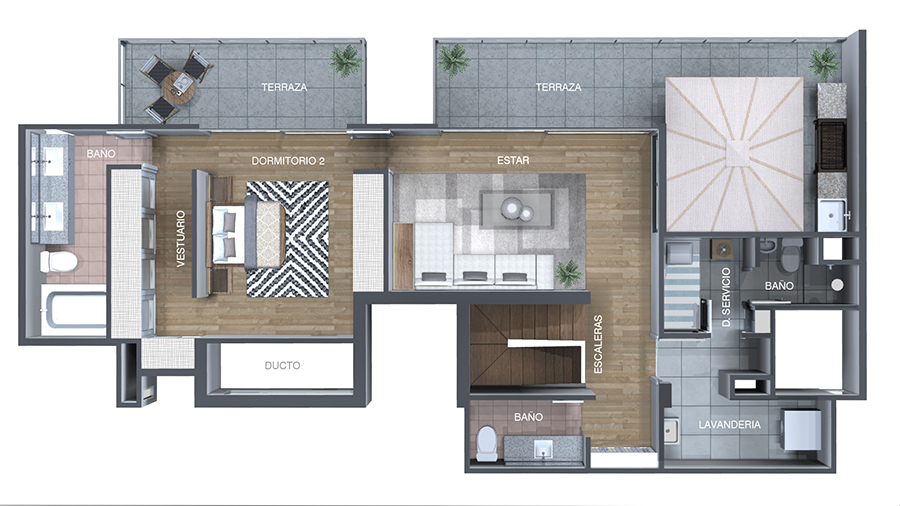 TERRAZA
TERRAZA
BAÑO
DORMITORIO 2
ESTAR
VESTUARIO
D. SERVICIO
BAÑO
ESCALERAS
DUCTO
BAÑO
LAVANDERIA